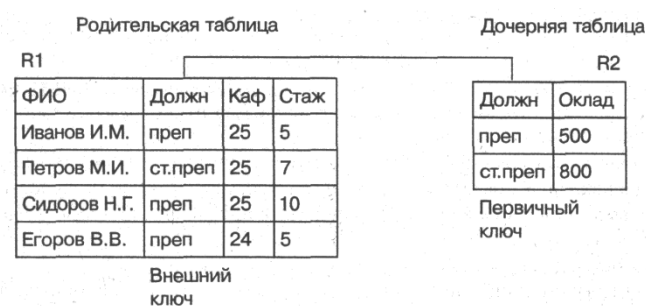 Родительская таблица
Дочерняя таблица
R1
R2
ФИО Должн Каф Стаж
Иванов И.М. преп 25 5
Петров М.И. ст.преп 25 7
Сидоров Н.Г. преп 25 10
Егоров В.В. преп 24 5
Внешний
ключ
Должн Оклад
преп 500
ст.преп 800
Первичный
ключ